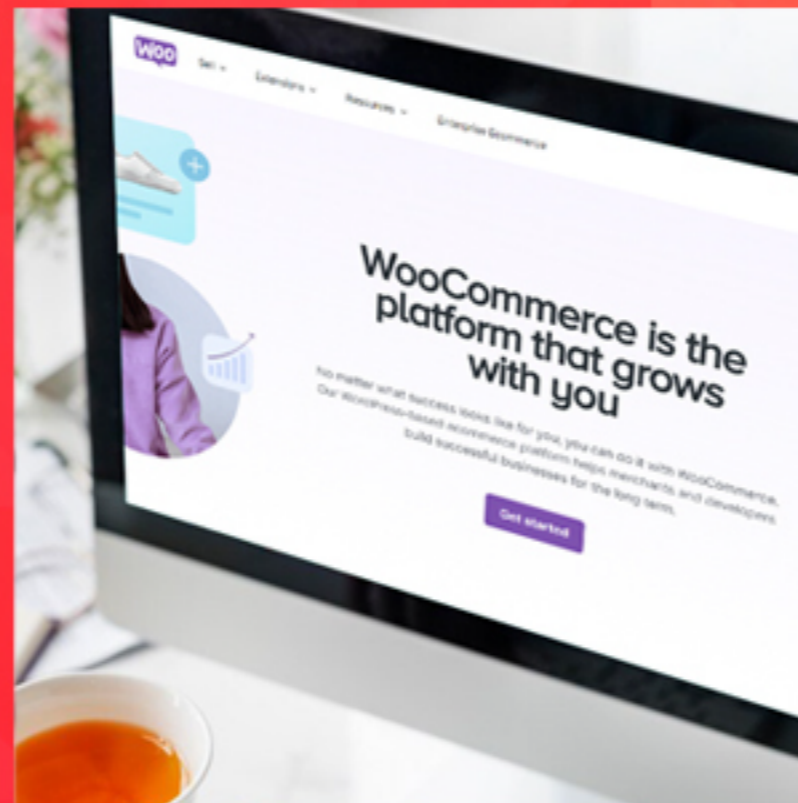 Woo
Sell
Extensions
Resources
Enterprise Ecommerce
WooCommerce is the
platform that grows
with you
No matter what success looks like for you, you can do it with WooCommerce.
Our WordPress-based ecommerce platform helps merchants and developers
build successful businesses for the long term.
Get started